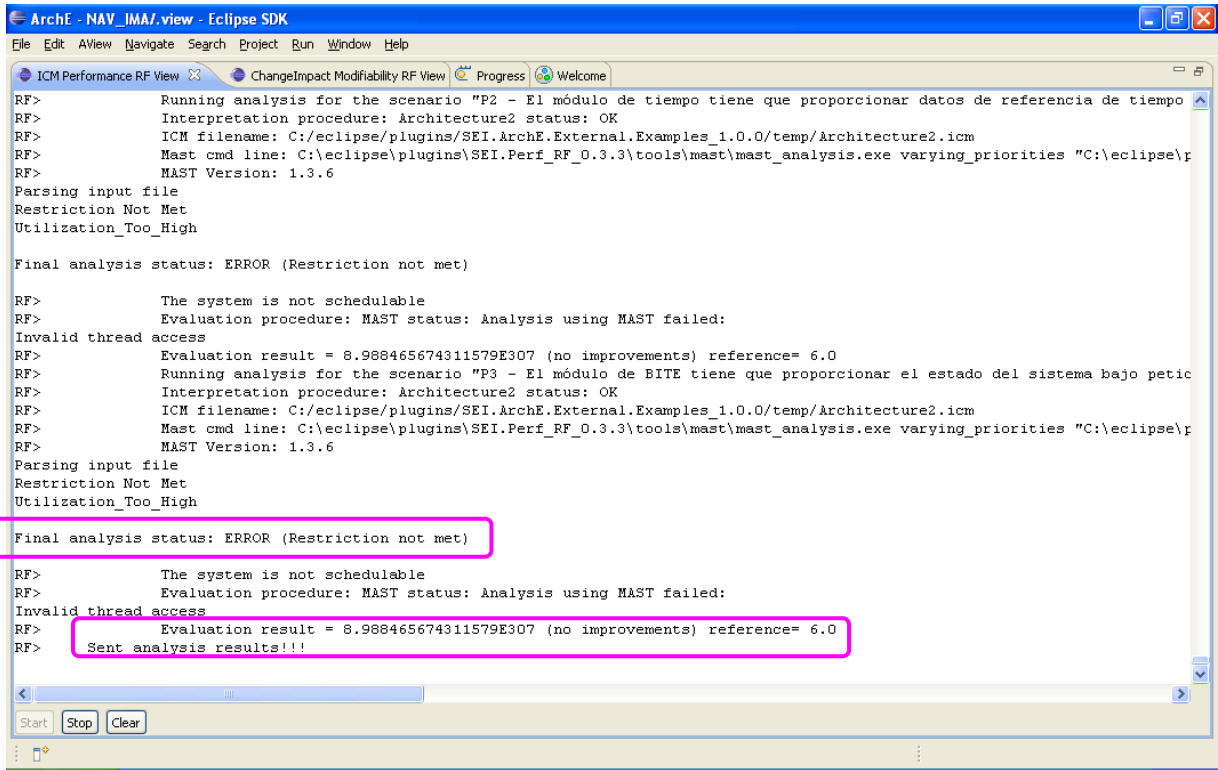 ArchE - NAV_IMA/.view - Eclipse SDK
File Edit AView Navigate Search Project Run Window Help
ICM Performance RF View ChangeImpact Modifiability RF View Progress Welcome
RF> Running analysis for the scenario "P2 - El módulo de tiempo tiene que proporcionar datos de referencia de tiempo
RF> Interpretation procedure: Architecture2 status: OK
RF> ICM filename: C:/eclipse/plugins/SEI.ArchE.External.Examples_1.0.0/temp/Architecture2.icm
RF> Mast cmd line: C:\eclipse\plugins\SEI.Perf_RF_0.3.3\tools\mast\mast_analysis.exe varying_priorities "C:\eclipse\p
RF> MAST Version: 1.3.6
Parsing input file
Restriction Not Met
Utilization_Too_High
Final analysis status: ERROR (Restriction not met)
RF> The system is not schedulable
RF> Evaluation procedure: MAST status: Analysis using MAST failed:
Invalid thread access
RF> Evaluation result = 8.988465674311579E307 (no improvements) reference= 6.0
RF> Running analysis for the scenario "P3 - El módulo de BITE tiene que proporcionar el estado del sistema bajo petic
RF> Interpretation procedure: Architecture2 status: OK
RF> ICM filename: C:/eclipse/plugins/SEI.ArchE.External.Examples_1.0.0/temp/Architecture2.icm
RF> Mast cmd line: C:\eclipse\plugins\SEI.Perf_RF_0.3.3\tools\mast\mast_analysis.exe varying_priorities "C:\eclipse\p
RF> MAST Version: 1.3.6
Parsing input file
Restriction Not Met
Utilization_Too_High
Final analysis status: ERROR (Restriction not met)
RF> The system is not schedulable
RF> Evaluation procedure: MAST status: Analysis using MAST failed:
Invalid thread access
RF> Evaluation result = 8.988465674311579E307 (no improvements) reference= 6.0
RF> Sent analysis results!!!
Start Stop Clear